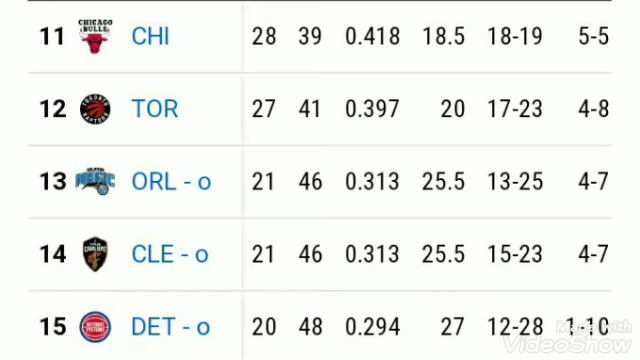 11 CHICAGO BULLS CHI 28 39 0.418 18.5 18-19 5-5
12 TOR 27 41 0.397 20 17-23 4-8
13 MAGIC ORL - o 21 46 0.313 25.5 13-25 4-7
14 CAVALIERS CLE - o 21 46 0.313 25.5 15-23 4-7
15 DETROIT PISTONS DET - o 20 48 0.294 27 12-28 1-10
Made with
VideoShow